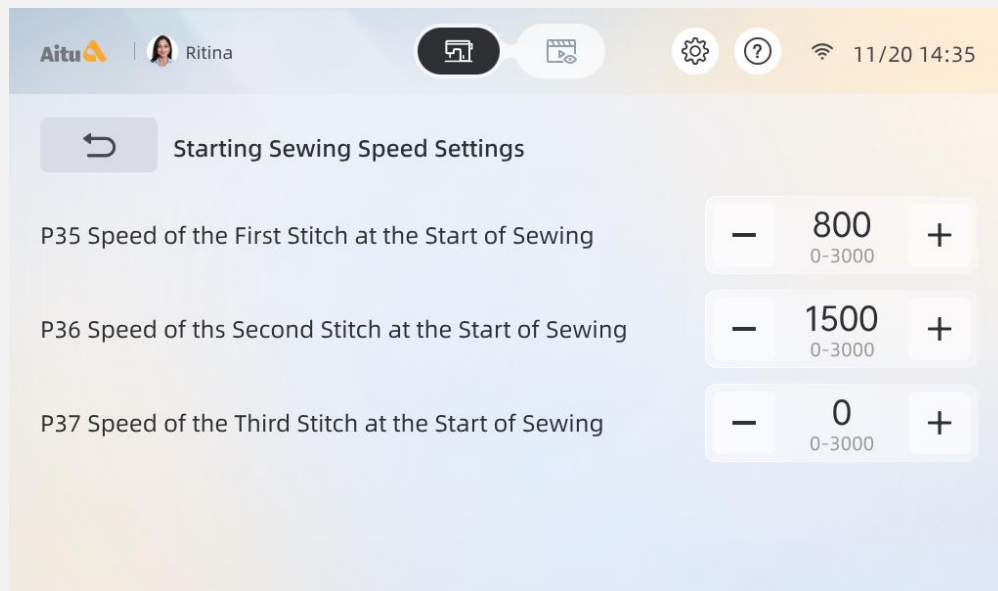 Aitu
Ritina
11/20 14:35
Starting Sewing Speed Settings
P35 Speed of the First Stitch at the Start of Sewing
800
0-3000
P36 Speed of ths Second Stitch at the Start of Sewing
1500
0-3000
P37 Speed of the Third Stitch at the Start of Sewing
0
0-3000